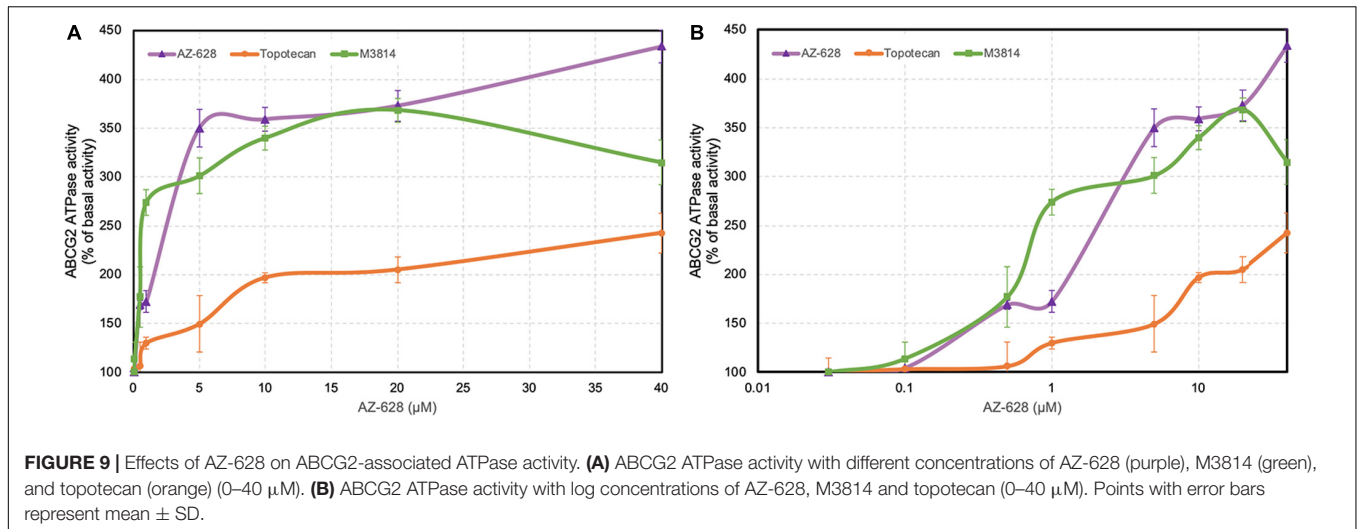 A
450
400
350
300
250
200
150
100
ABCG2 ATPase activity
(% of basal activity)
AZ-628 Topotecan M3814
0 5 10 15 20 25 30 35 40
AZ-628 (µM)
B
450
400
350
300
250
200
150
100
ABCG2 ATPase activity
(% of basal activity)
AZ-628 Topotecan M3814
0.01 0.1 1 10
AZ-628 (µM)
FIGURE 9 | Effects of AZ-628 on ABCG2-associated ATPase activity. (A) ABCG2 ATPase activity with different concentrations of AZ-628 (purple), M3814 (green),
and topotecan (orange) (0–40 μM). (B) ABCG2 ATPase activity with log concentrations of AZ-628, M3814 and topotecan (0–40 μM). Points with error bars
represent mean ± SD.